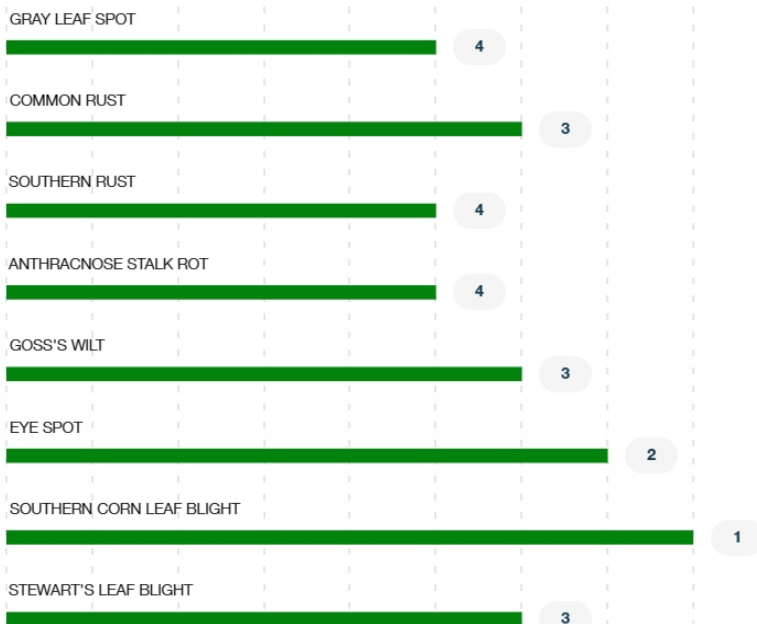 GRAY LEAF SPOT
4
COMMON RUST
3
SOUTHERN RUST
4
ANTHRACNOSE STALK ROT
4
GOSS'S WILT
3
EYE SPOT
2
SOUTHERN CORN LEAF BLIGHT
1
STEWART'S LEAF BLIGHT
3